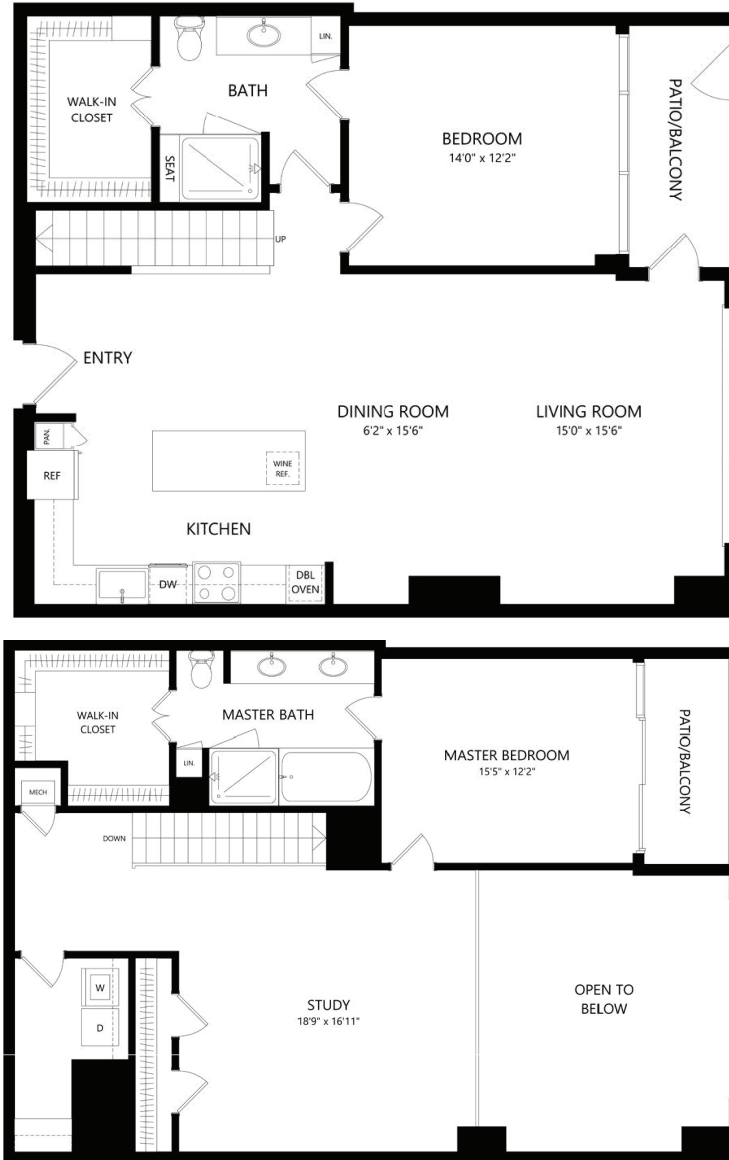 LIN.
BATH
WALK-IN
CLOSET
SEAT
BEDROOM
14'0" x 12'2"
PATIO/BALCONY
UP
ENTRY
DINING ROOM
6'2" x 15'6"
LIVING ROOM
15'0" x 15'6"
PAN.
REF
WINE
REF.
KITCHEN
DW
DBL
OVEN
WALK-IN
CLOSET
MASTER BATH
LIN.
MASTER BEDROOM
15'5" x 12'2"
PATIO/BALCONY
MECH
DOWN
W
D
STUDY
18'9" x 16'11"
OPEN TO
BELOW